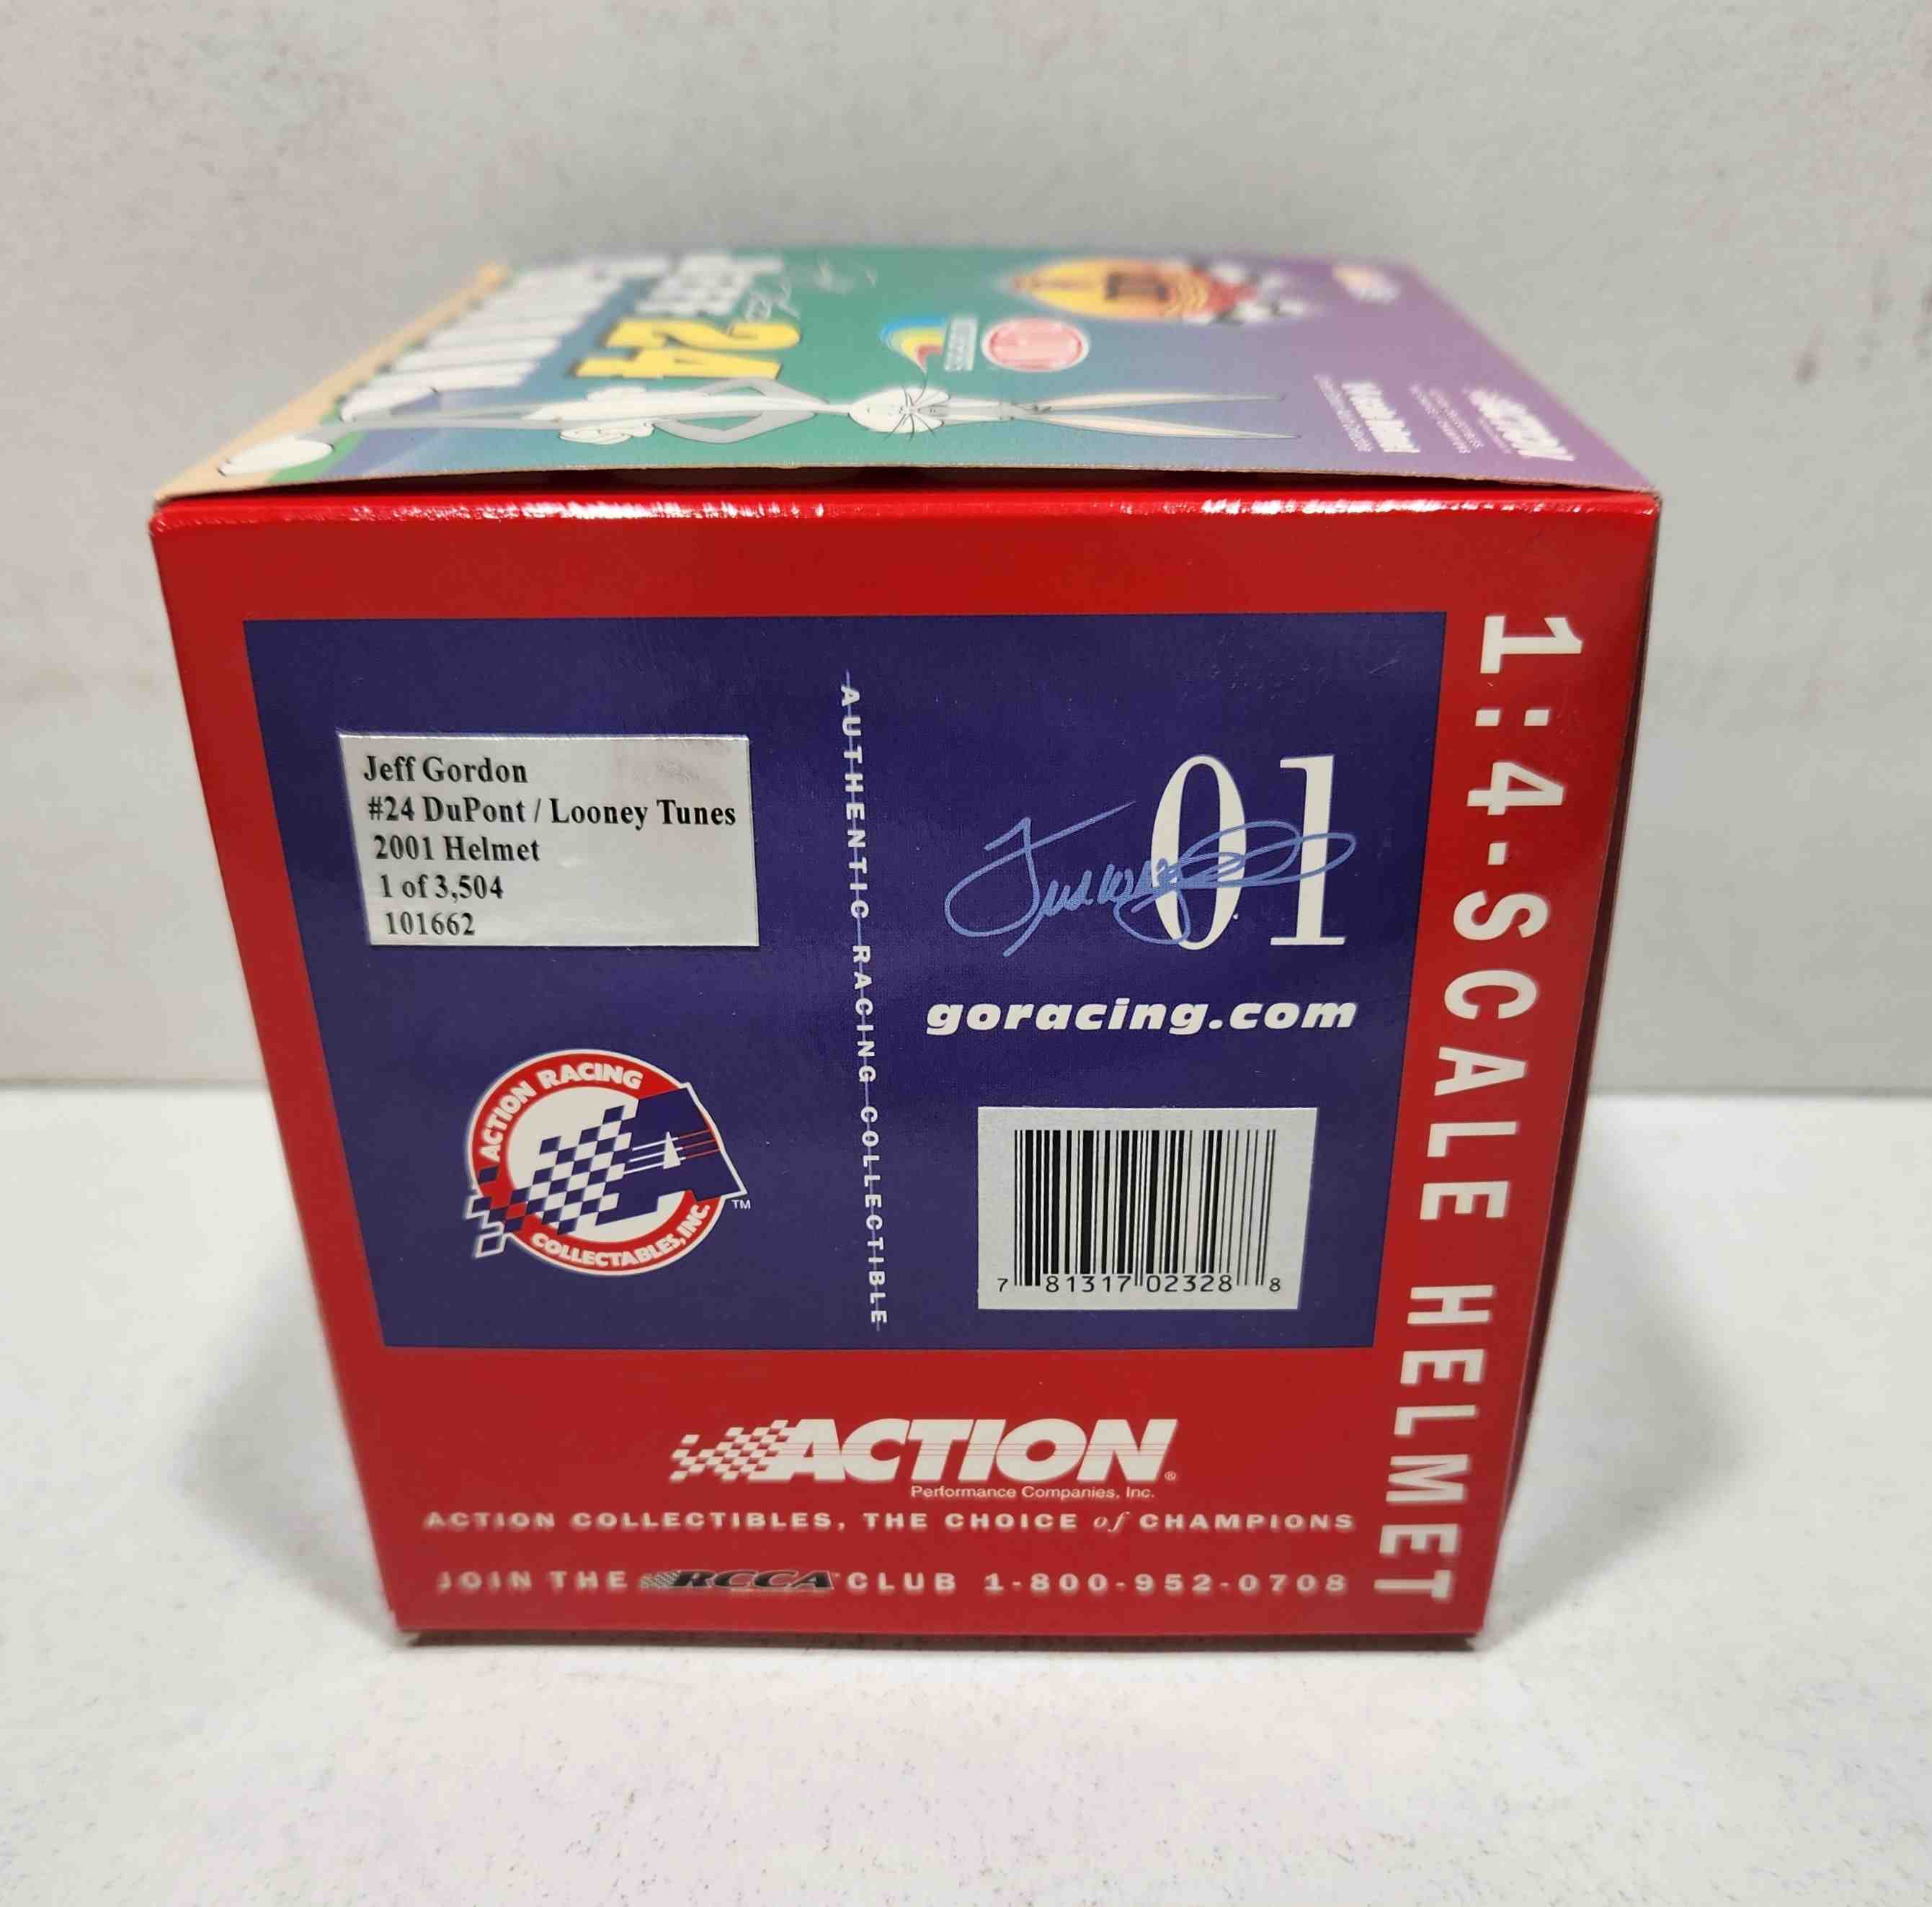 24
ACTION
Jeff Gordon
#24 DuPont / Looney Tunes
2001 Helmet
1 of 3,504
101662
AUTHENTIC RACING COLLECTIBLE
01
goracing.com
ACTION RACING
COLLECTABLES, INC.
TM
7 81317 02328 8
1:4-SCALE HELMET
ACTION®
Performance Companies, Inc.
ACTION COLLECTIBLES, THE CHOICE of CHAMPIONS
JOIN THE RCCA CLUB 1-800-952-0708